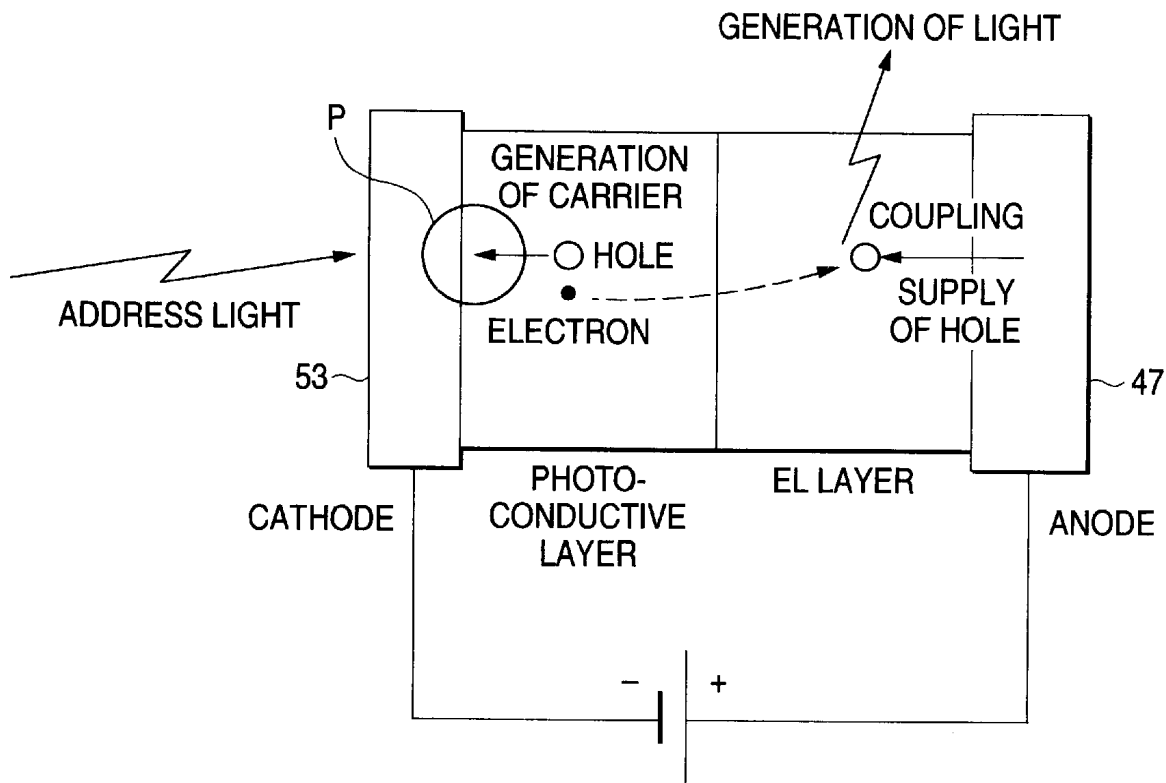 GENERATION OF LIGHT
P
GENERATION
OF CARRIER
COUPLING
HOLE
SUPPLY
OF HOLE
ADDRESS LIGHT
ELECTRON
53
47
PHOTO-
CONDUCTIVE
LAYER
EL LAYER
CATHODE
ANODE
− +